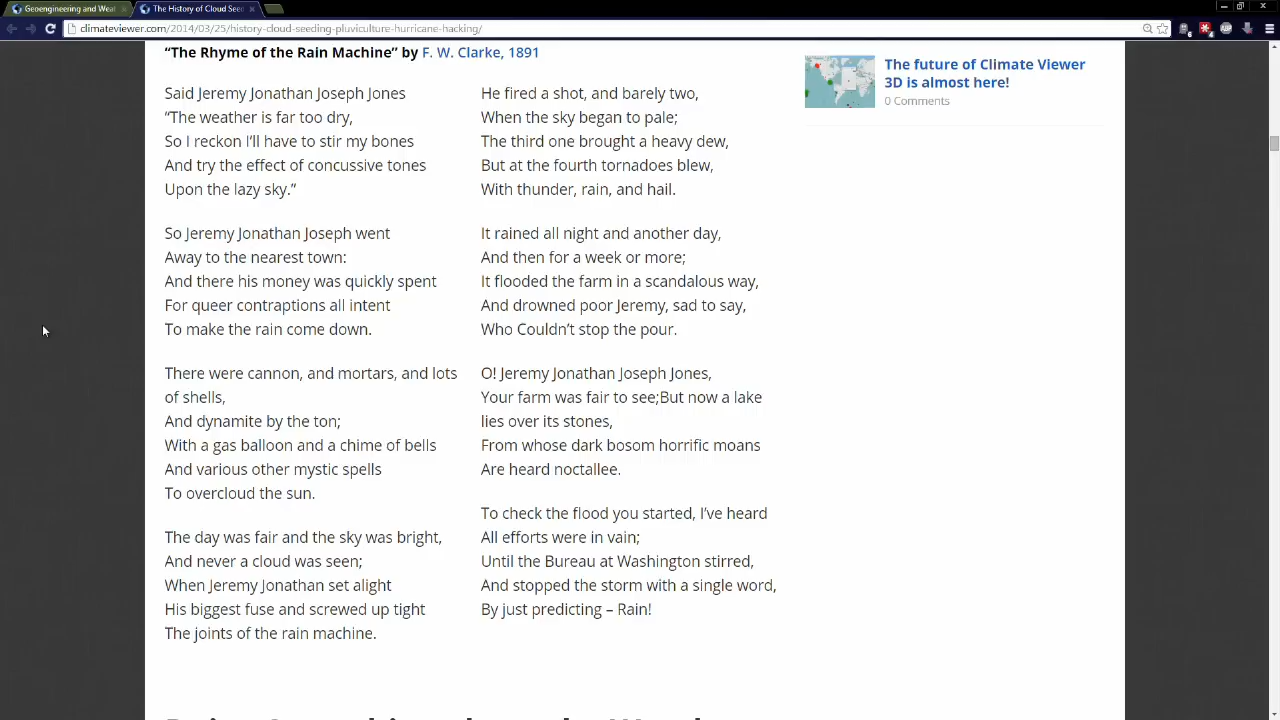 Geoengineering and Weat
The History of Cloud Seed
climateviewer.com/2014/03/25/history-cloud-seeding-pluviculture-hurricane-hacking/
“The Rhyme of the Rain Machine” by F. W. Clarke, 1891
Said Jeremy Jonathan Joseph Jones
“The weather is far too dry,
So I reckon I’ll have to stir my bones
And try the effect of concussive tones
Upon the lazy sky.”
So Jeremy Jonathan Joseph went
Away to the nearest town:
And there his money was quickly spent
For queer contraptions all intent
To make the rain come down.
There were cannon, and mortars, and lots
of shells,
And dynamite by the ton;
With a gas balloon and a chime of bells
And various other mystic spells
To overcloud the sun.
The day was fair and the sky was bright,
And never a cloud was seen;
When Jeremy Jonathan set alight
His biggest fuse and screwed up tight
The joints of the rain machine.
He fired a shot, and barely two,
When the sky began to pale;
The third one brought a heavy dew,
But at the fourth tornadoes blew,
With thunder, rain, and hail.
It rained all night and another day,
And then for a week or more;
It flooded the farm in a scandalous way,
And drowned poor Jeremy, sad to say,
Who Couldn’t stop the pour.
O! Jeremy Jonathan Joseph Jones,
Your farm was fair to see;But now a lake
lies over its stones,
From whose dark bosom horrific moans
Are heard noctallee.
To check the flood you started, I’ve heard
All efforts were in vain;
Until the Bureau at Washington stirred,
And stopped the storm with a single word,
By just predicting – Rain!
The future of Climate Viewer
3D is almost here!
0 Comments